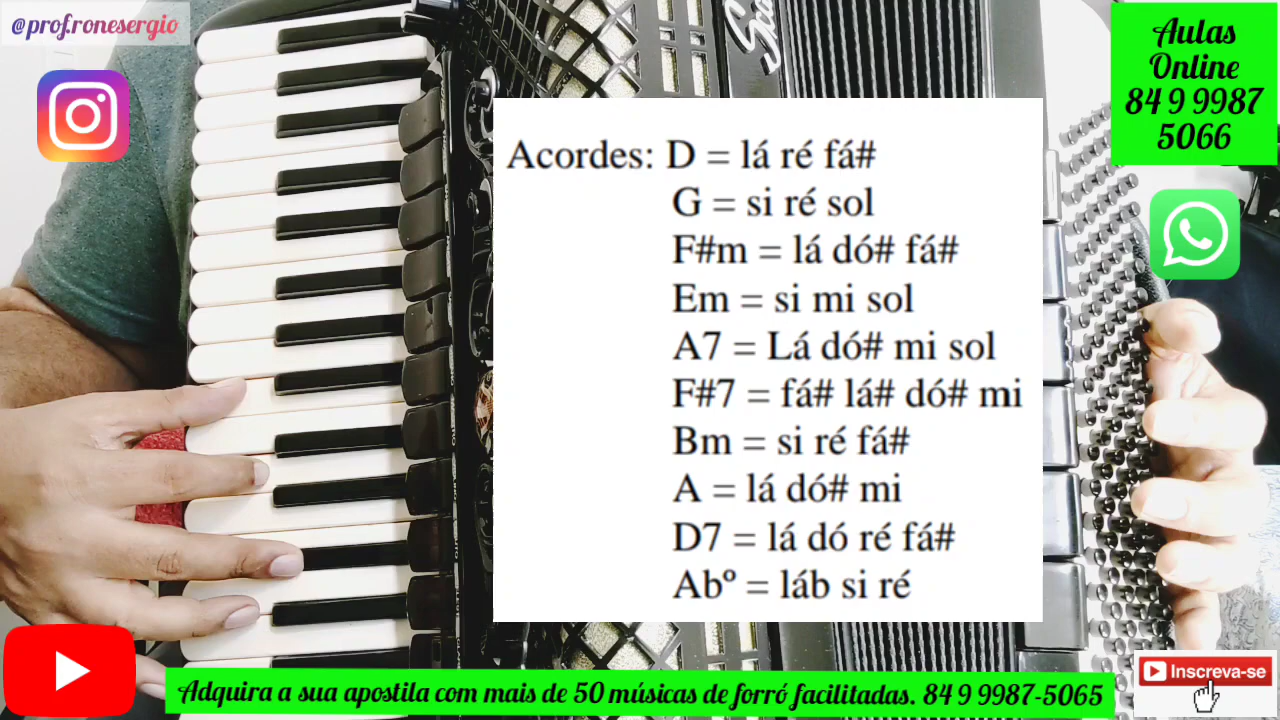 @prof.ronesergio
Aulas
Online
84 9 9987
5066
Acordes: D = lá ré fá#
G = si ré sol
F#m = lá dó# fá#
Em = si mi sol
A7 = Lá dó# mi sol
F#7 = fá# lá# dó# mi
Bm = si ré fá#
A = lá dó# mi
D7 = lá dó ré fá#
Abº = láb si ré
Adquira a sua apostila com mais de 50 músicas de forró facilitadas. 84 9 9987-5065
Inscreva-se